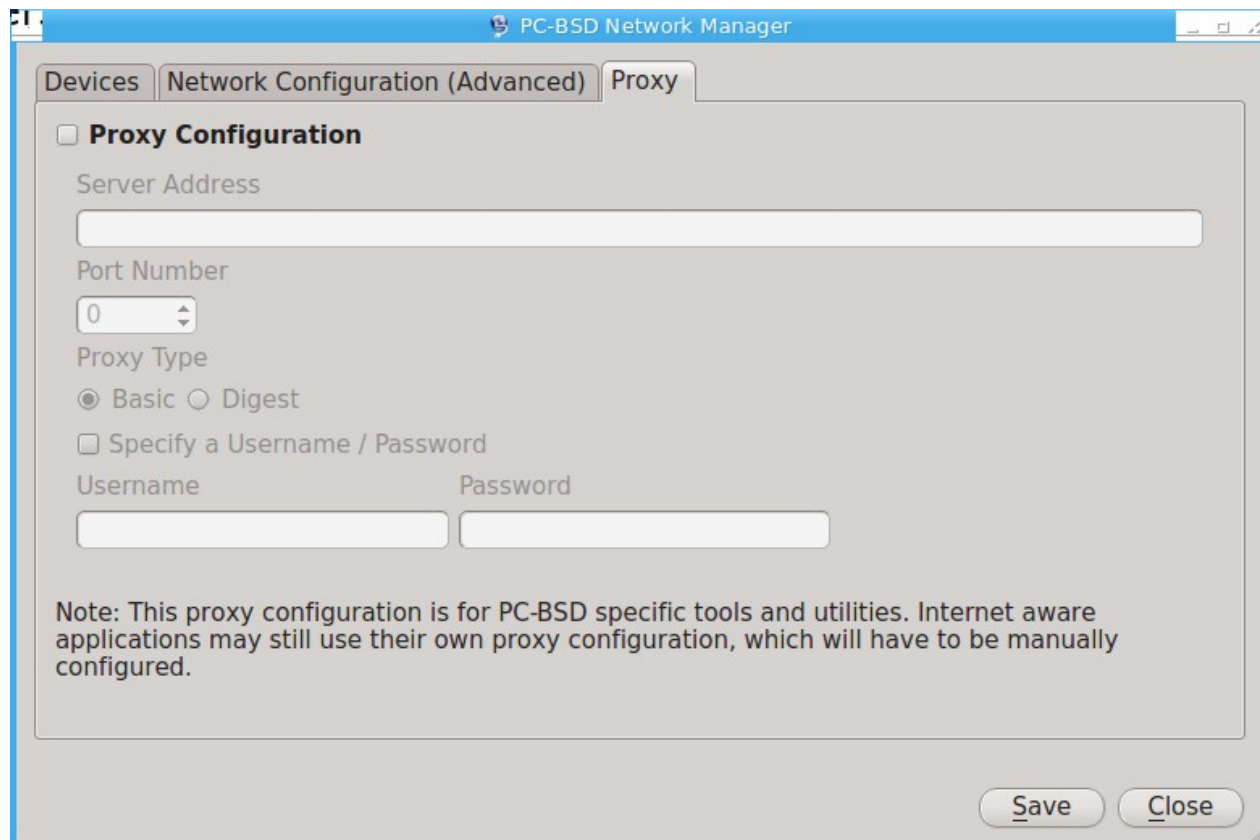 PC-BSD Network Manager
Devices Network Configuration (Advanced) Proxy
Proxy Configuration
Server Address
Port Number
0
Proxy Type
Basic Digest
Specify a Username / Password
Username Password
Note: This proxy configuration is for PC-BSD specific tools and utilities. Internet aware
applications may still use their own proxy configuration, which will have to be manually
configured.
Save Close